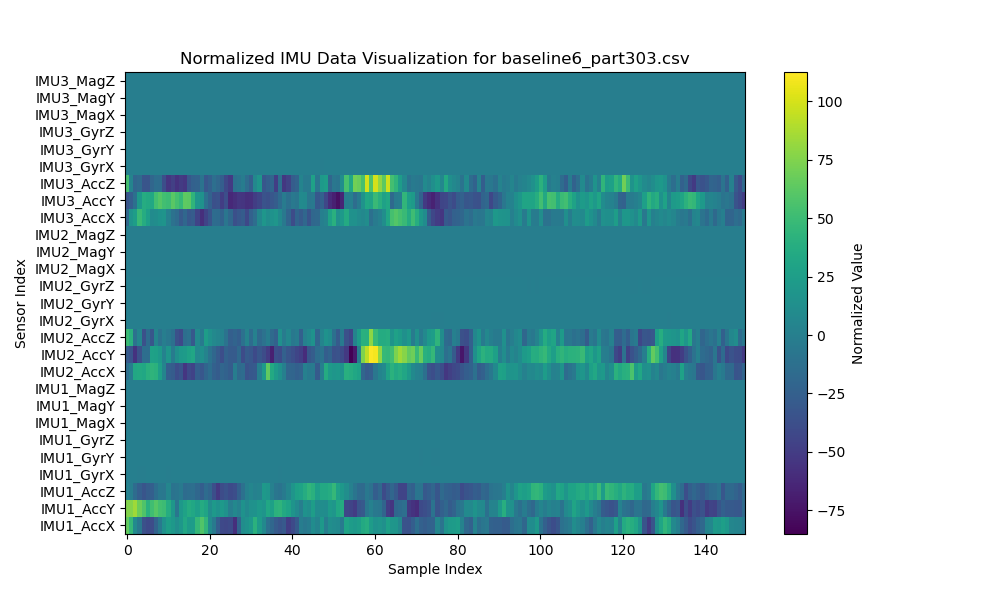 Normalized IMU Data Visualization for baseline6_part303.csv
IMU3_MagZ
IMU3_MagY
IMU3_MagX
IMU3_GyrZ
IMU3_GyrY
IMU3_GyrX
IMU3_AccZ
IMU3_AccY
IMU3_AccX
IMU2_MagZ
IMU2_MagY
IMU2_MagX
IMU2_GyrZ
IMU2_GyrY
IMU2_GyrX
IMU2_AccZ
IMU2_AccY
IMU2_AccX
IMU1_MagZ
IMU1_MagY
IMU1_MagX
IMU1_GyrZ
IMU1_GyrY
IMU1_GyrX
IMU1_AccZ
IMU1_AccY
IMU1_AccX
Sensor Index
0 20 40 60 80 100 120 140
Sample Index
100
75
50
25
0
−25
−50
−75
Normalized Value